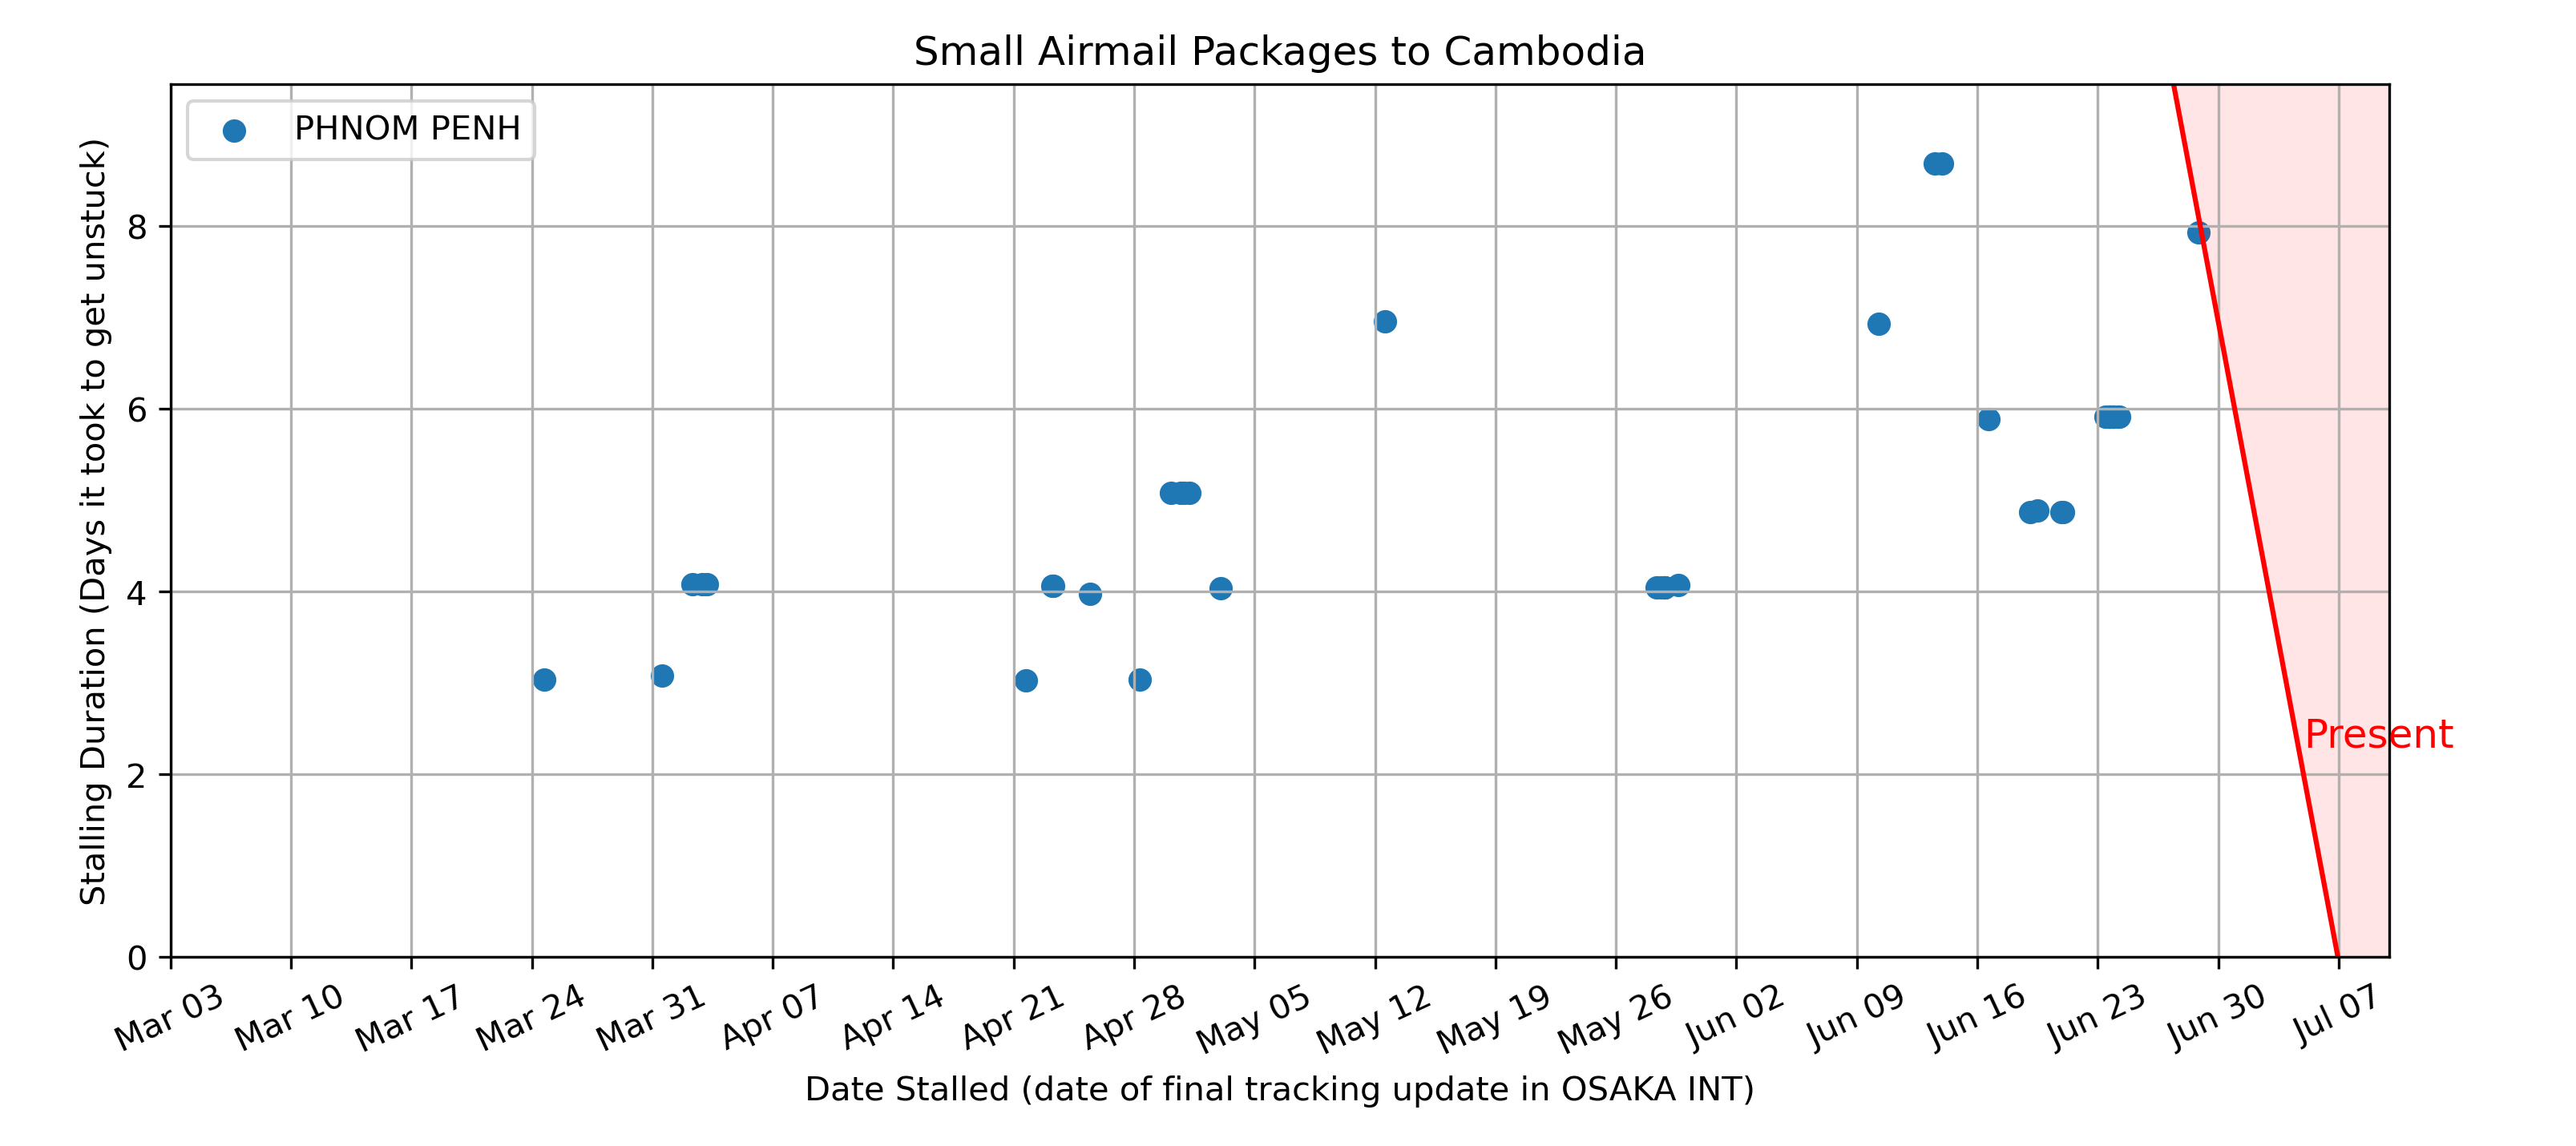 Small Airmail Packages to Cambodia
PHNOM PENH
Stalling Duration (Days it took to get unstuck)
8
6
4
2
0
Present
Mar 03 Mar 10 Mar 17 Mar 24 Mar 31 Apr 07 Apr 14 Apr 21 Apr 28 May 05 May 12 May 19 May 26 Jun 02 Jun 09 Jun 16 Jun 23 Jun 30 Jul 07
Date Stalled (date of final tracking update in OSAKA INT)